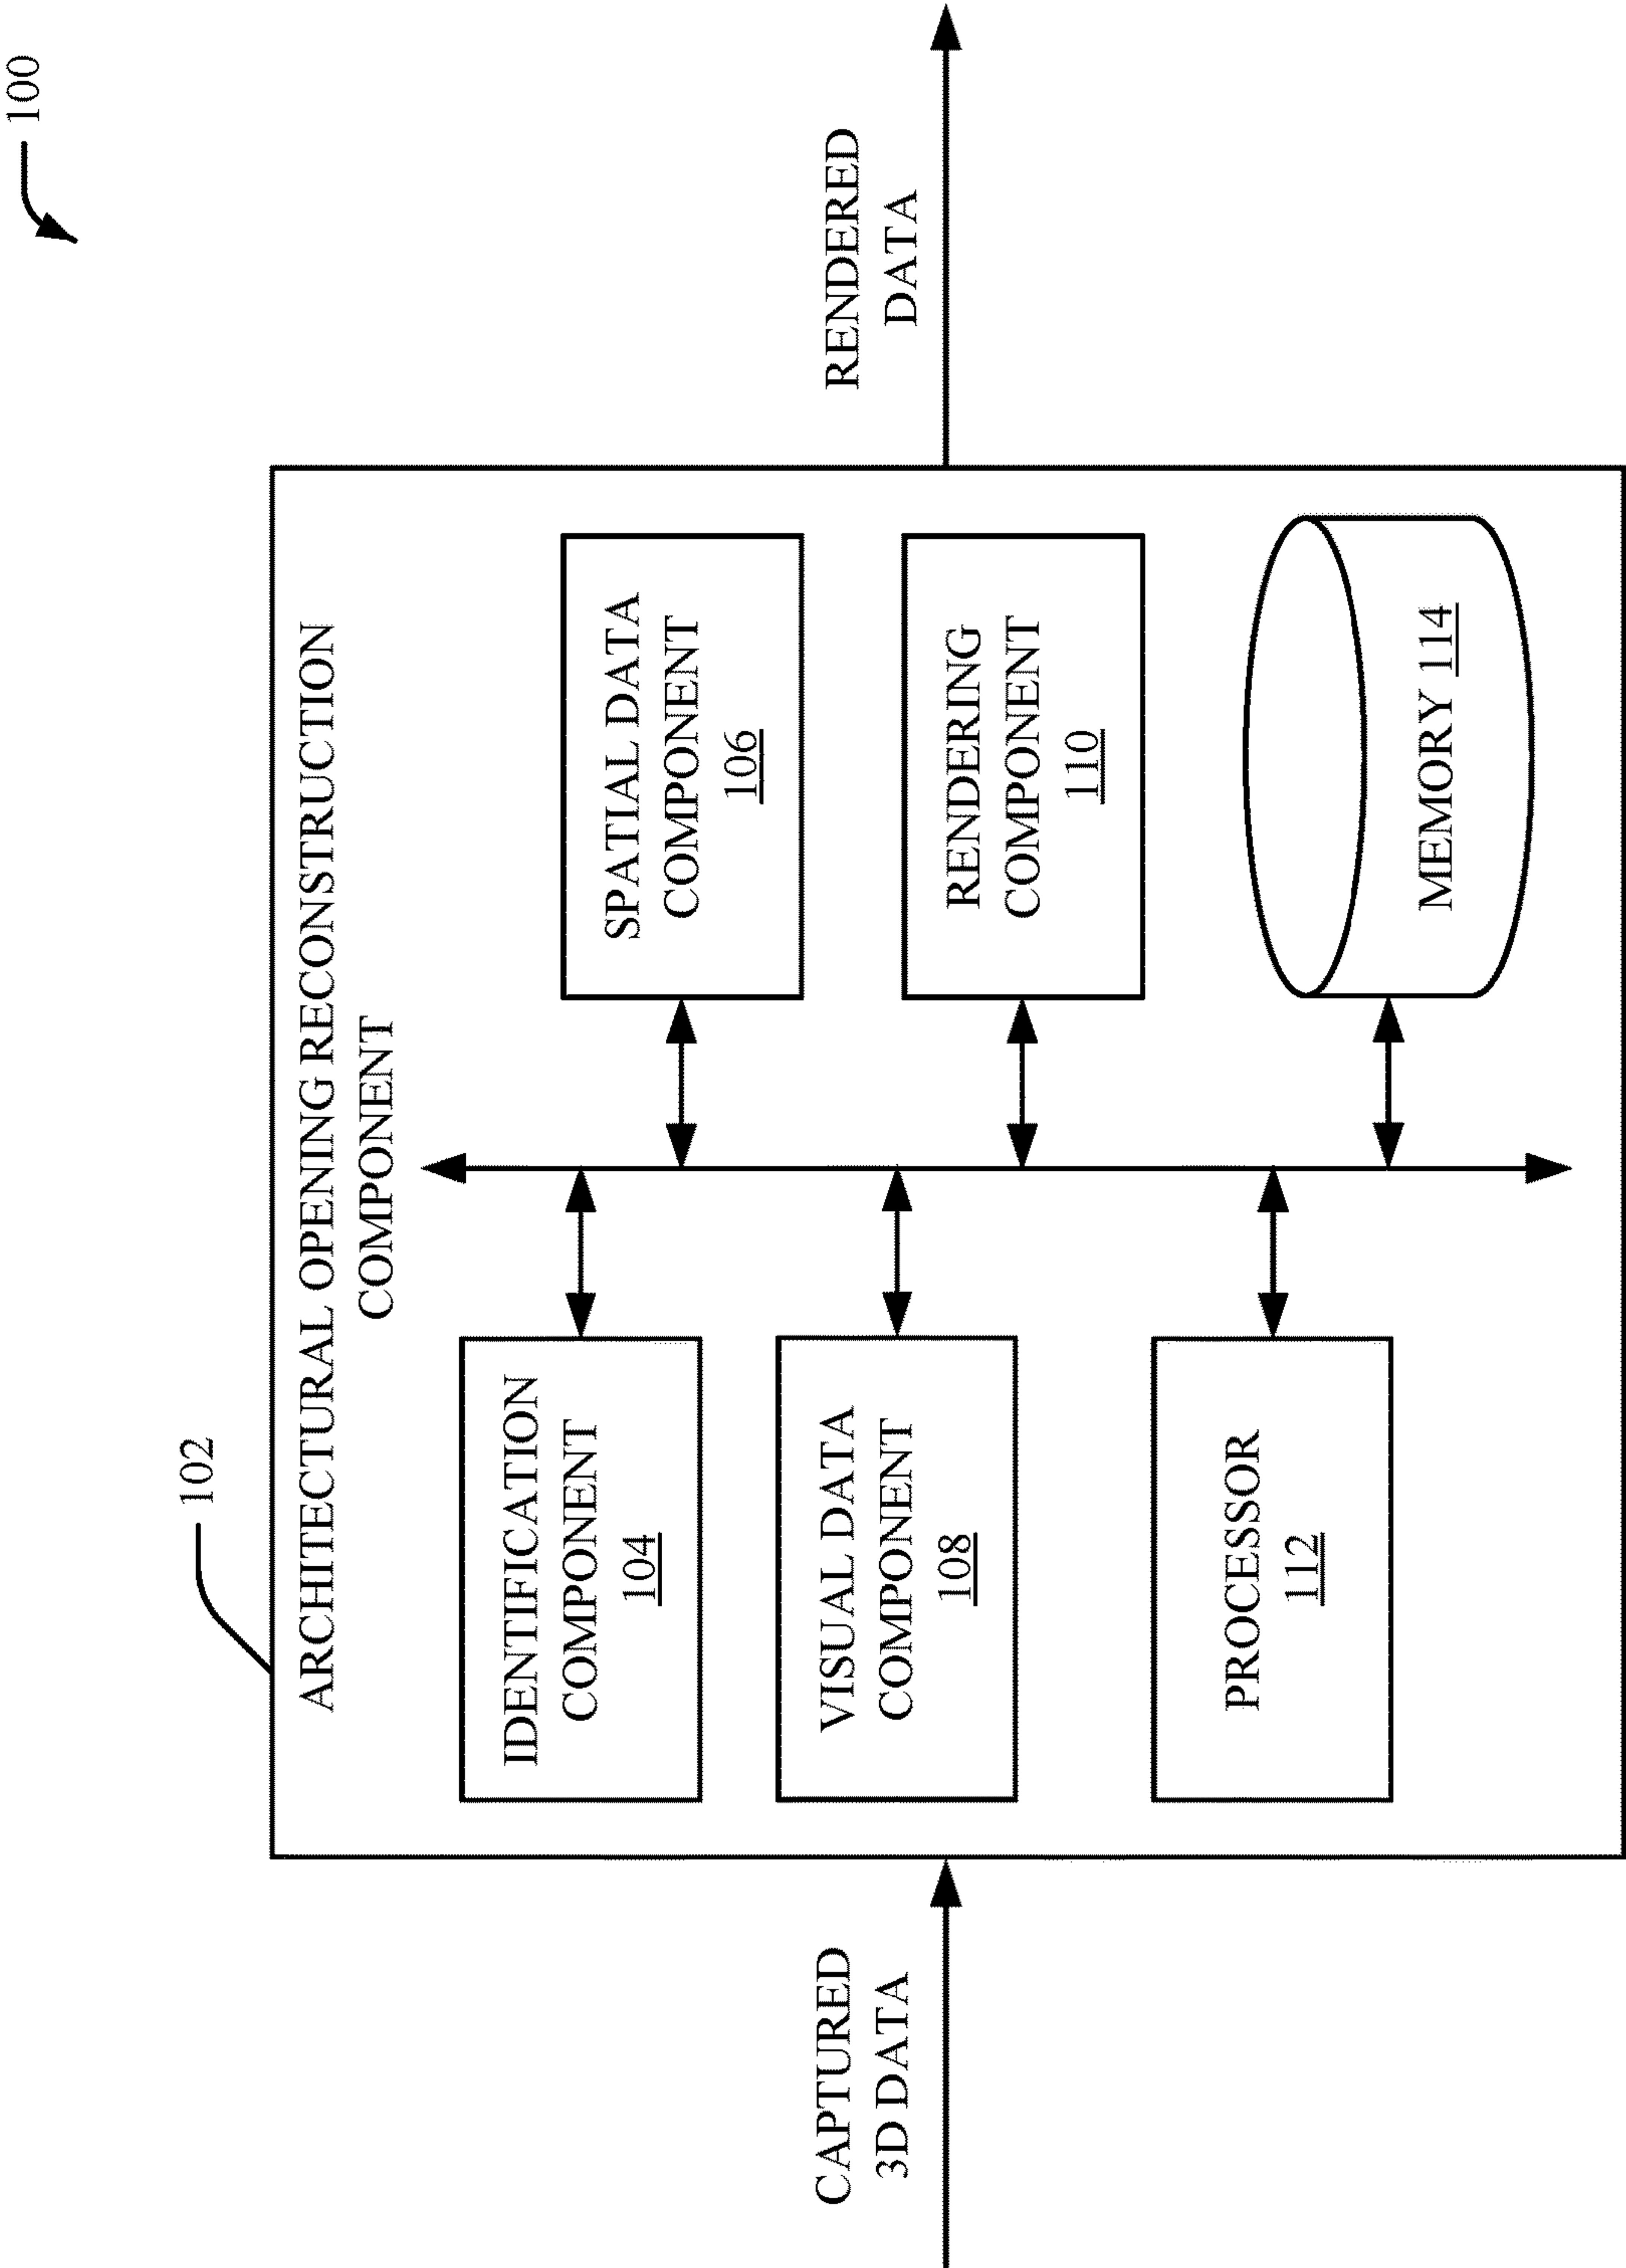 100
102
ARCHITECTURAL OPENING RECONSTRUCTION
COMPONENT
IDENTIFICATION
COMPONENT
104
SPATIAL DATA
COMPONENT
106
CAPTURED
3D DATA
VISUAL DATA
COMPONENT
108
RENDERING
COMPONENT
110
RENDERED
DATA
PROCESSOR
112
MEMORY 114